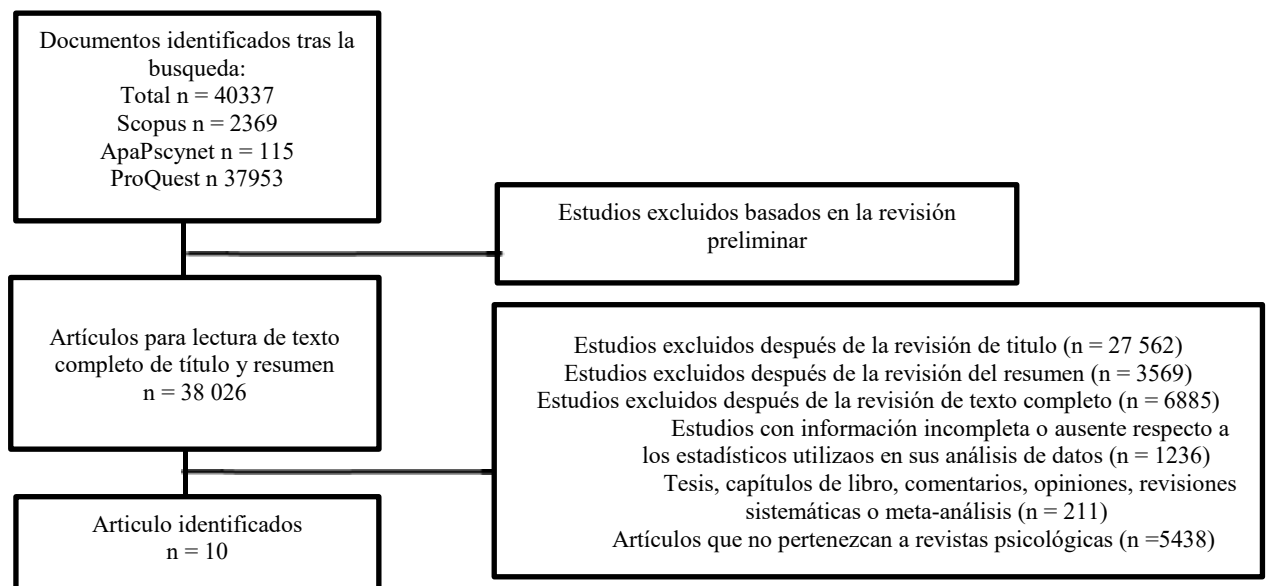 Documentos identificados tras la
busqueda:
Total n = 40337
Scopus n = 2369
ApaPscynet n = 115
ProQuest n 37953
Estudios excluidos basados en la revisión
preliminar
Artículos para lectura de texto
completo de título y resumen
n = 38 026
Estudios excluidos después de la revisión de titulo (n = 27 562)
Estudios excluidos después de la revisión del resumen (n = 3569)
Estudios excluidos después de la revisión de texto completo (n = 6885)
Estudios con información incompleta o ausente respecto a
los estadísticos utilizaos en sus análisis de datos (n = 1236)
Tesis, capítulos de libro, comentarios, opiniones, revisiones
sistemáticas o meta-análisis (n = 211)
Artículos que no pertenezcan a revistas psicológicas (n =5438)
Articulo identificados
n = 10